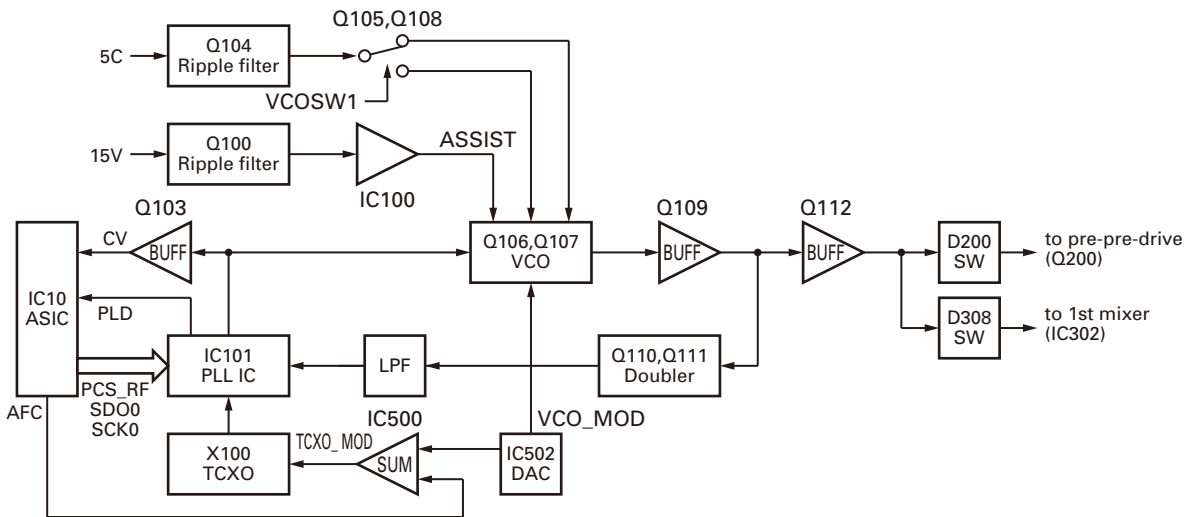 Q105,Q108
5C
Q104
Ripple filter
VCOSW1
15V
Q100
Ripple filter
ASSIST
IC100
Q103
BUFF
CV
Q106,Q107
VCO
Q109
BUFF
Q112
BUFF
D200
SW
to pre-pre-drive
(Q200)
IC10
ASIC
PLD
D308
SW
to 1st mixer
(IC302)
IC101
PLL IC
LPF
Q110,Q111
Doubler
PCS_RF
SDO0
SCK0
AFC
IC500
VCO_MOD
TCXO_MOD
X100
TCXO
SUM
IC502
DAC